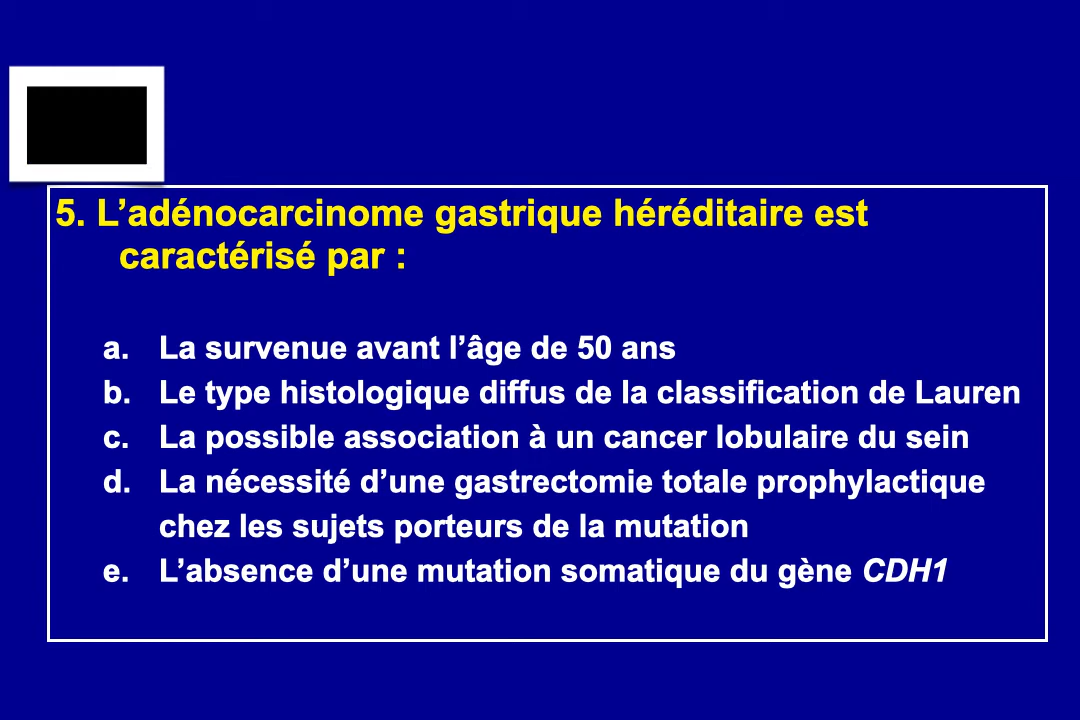 5. L’adénocarcinome gastrique héréditaire est
caractérisé par :
a. La survenue avant l’âge de 50 ans
b. Le type histologique diffus de la classification de Lauren
c. La possible association à un cancer lobulaire du sein
d. La nécessité d’une gastrectomie totale prophylactique
chez les sujets porteurs de la mutation
e. L’absence d’une mutation somatique du gène CDH1